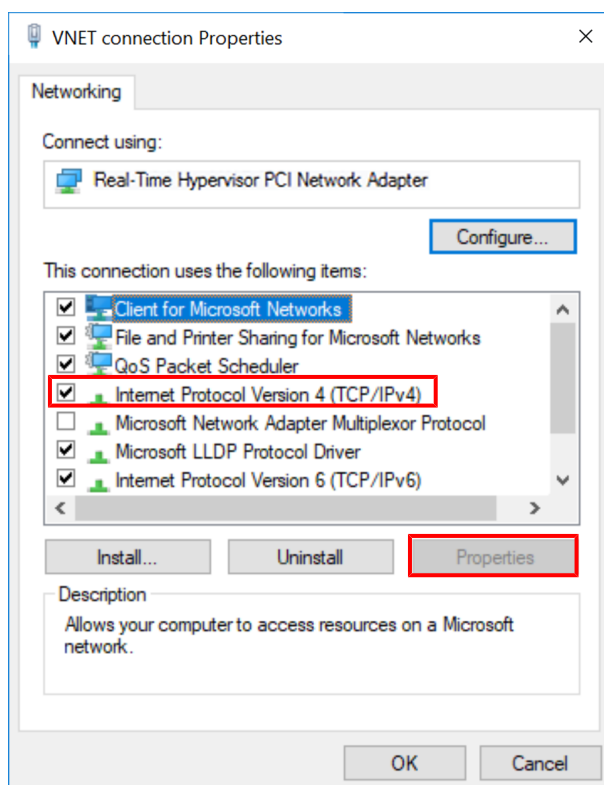 VNET connection Properties
Networking
Connect using:
Real-Time Hypervisor PCI Network Adapter
Configure...
This connection uses the following items:
Client for Microsoft Networks
File and Printer Sharing for Microsoft Networks
QoS Packet Scheduler
Internet Protocol Version 4 (TCP/IPv4)
Microsoft Network Adapter Multiplexor Protocol
Microsoft LLDP Protocol Driver
Internet Protocol Version 6 (TCP/IPv6)
Install... Uninstall Properties
Description
Allows your computer to access resources on a Microsoft
network.
OK Cancel